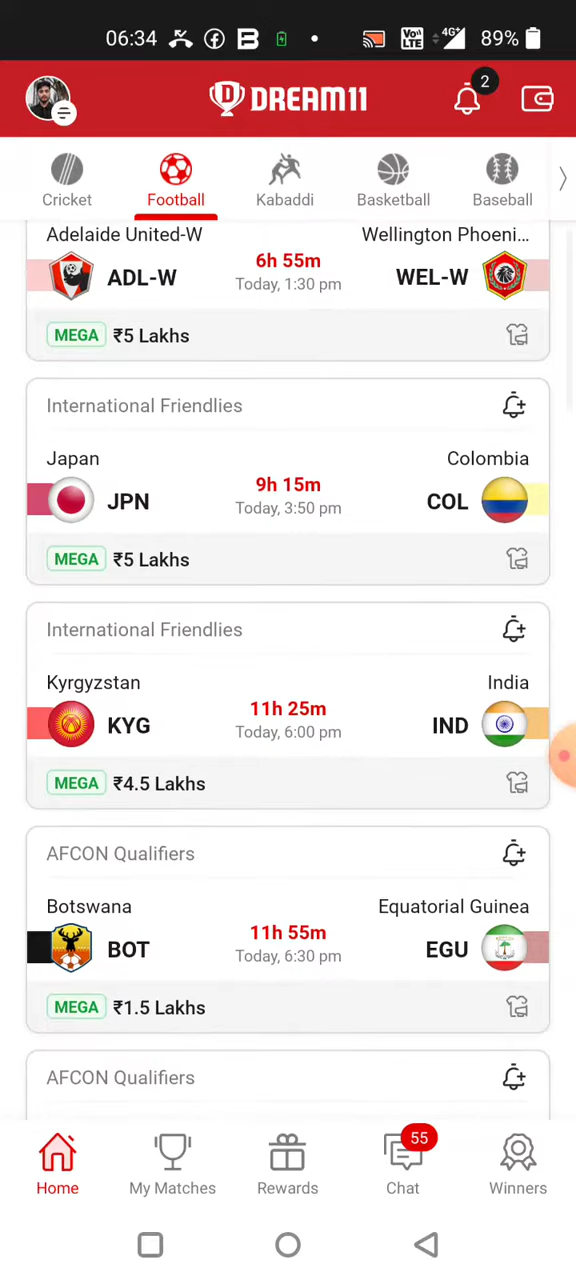 06:34
Vo))
LTE
4G+
89%
DREAM11
2
Cricket
Football
Kabaddi
Basketball
Baseball
Adelaide United-W
Wellington Phoeni...
ADL-W
6h 55m
Today, 1:30 pm
WEL-W
MEGA ₹5 Lakhs
International Friendlies
Japan
Colombia
JPN
9h 15m
Today, 3:50 pm
COL
MEGA ₹5 Lakhs
International Friendlies
Kyrgyzstan
India
KYG
11h 25m
Today, 6:00 pm
IND
MEGA ₹4.5 Lakhs
AFCON Qualifiers
Botswana
Equatorial Guinea
BOT
11h 55m
Today, 6:30 pm
EGU
MEGA ₹1.5 Lakhs
AFCON Qualifiers
55
Home
My Matches
Rewards
Chat
Winners